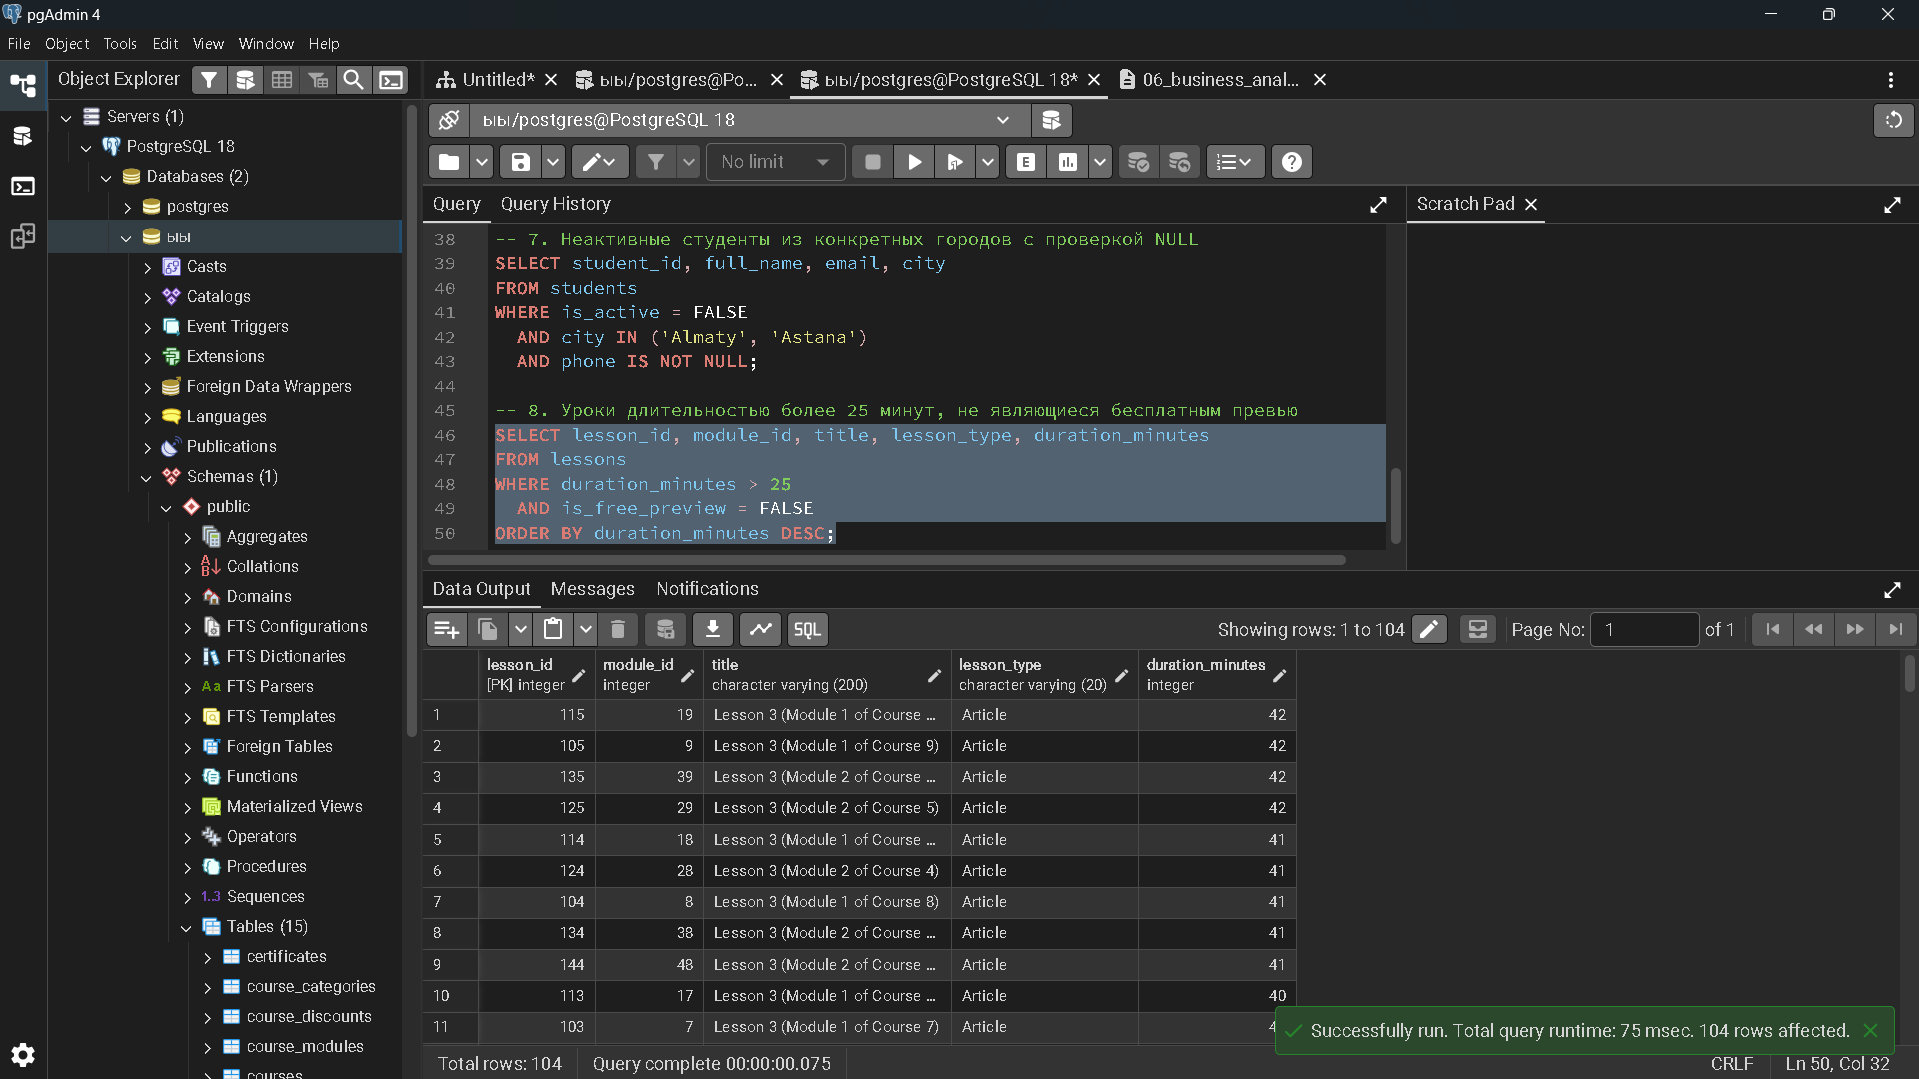 pgAdmin 4
File Object Tools Edit View Window Help
Object Explorer
Untitled* ыы/postgres@Po... ыы/postgres@PostgreSQL 18* 06_business_anal...
Servers (1)
PostgreSQL 18
Databases (2)
postgres
ыы
Casts
Catalogs
Event Triggers
Extensions
Foreign Data Wrappers
Languages
Publications
Schemas (1)
public
Aggregates
Collations
Domains
FTS Configurations
FTS Dictionaries
FTS Parsers
FTS Templates
Foreign Tables
Functions
Materialized Views
Operators
Procedures
Sequences
Tables (15)
certificates
course_categories
course_discounts
course_modules
courses
ыы/postgres@PostgreSQL 18
No limit
Query Query History
Scratch Pad
38 -- 7. Неактивные студенты из конкретных городов с проверкой NULL
39 SELECT student_id, full_name, email, city
40 FROM students
41 WHERE is_active = FALSE
42 AND city IN ('Almaty', 'Astana')
43 AND phone IS NOT NULL;
44
45 -- 8. Уроки длительностью более 25 минут, не являющиеся бесплатным превью
46 SELECT lesson_id, module_id, title, lesson_type, duration_minutes
47 FROM lessons
48 WHERE duration_minutes > 25
49 AND is_free_preview = FALSE
50 ORDER BY duration_minutes DESC;
Data Output Messages Notifications
SQL Showing rows: 1 to 104 Page No: 1 of 1
lesson_id module_id title lesson_type duration_minutes
[PK] integer integer character varying (200) character varying (20) integer
1 115 19 Lesson 3 (Module 1 of Course ... Article 42
2 105 9 Lesson 3 (Module 1 of Course 9) Article 42
3 135 39 Lesson 3 (Module 2 of Course ... Article 42
4 125 29 Lesson 3 (Module 2 of Course 5) Article 42
5 114 18 Lesson 3 (Module 1 of Course ... Article 41
6 124 28 Lesson 3 (Module 2 of Course 4) Article 41
7 104 8 Lesson 3 (Module 1 of Course 8) Article 41
8 134 38 Lesson 3 (Module 2 of Course ... Article 41
9 144 48 Lesson 3 (Module 2 of Course ... Article 41
10 113 17 Lesson 3 (Module 1 of Course ... Article 40
11 103 7 Lesson 3 (Module 1 of Course 7) Article
Successfully run. Total query runtime: 75 msec. 104 rows affected.
Total rows: 104 Query complete 00:00:00.075 CRLF Ln 50, Col 32